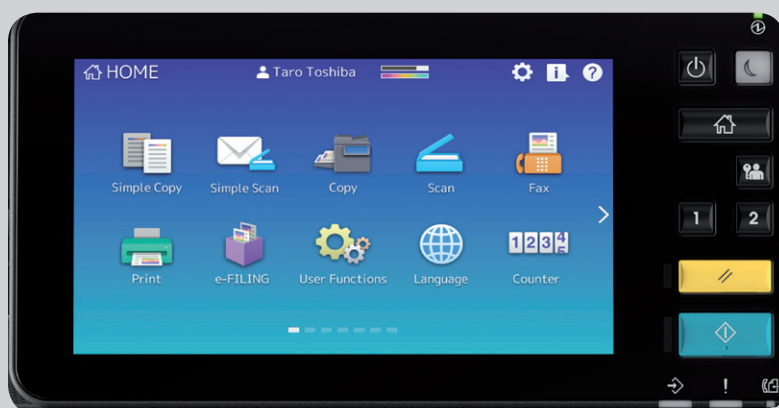 HOME
Taro Toshiba
i
?
Simple Copy
Simple Scan
Copy
Scan
Fax
1
2
Print
e-FILING
User Functions
Language
1234
Counter
!